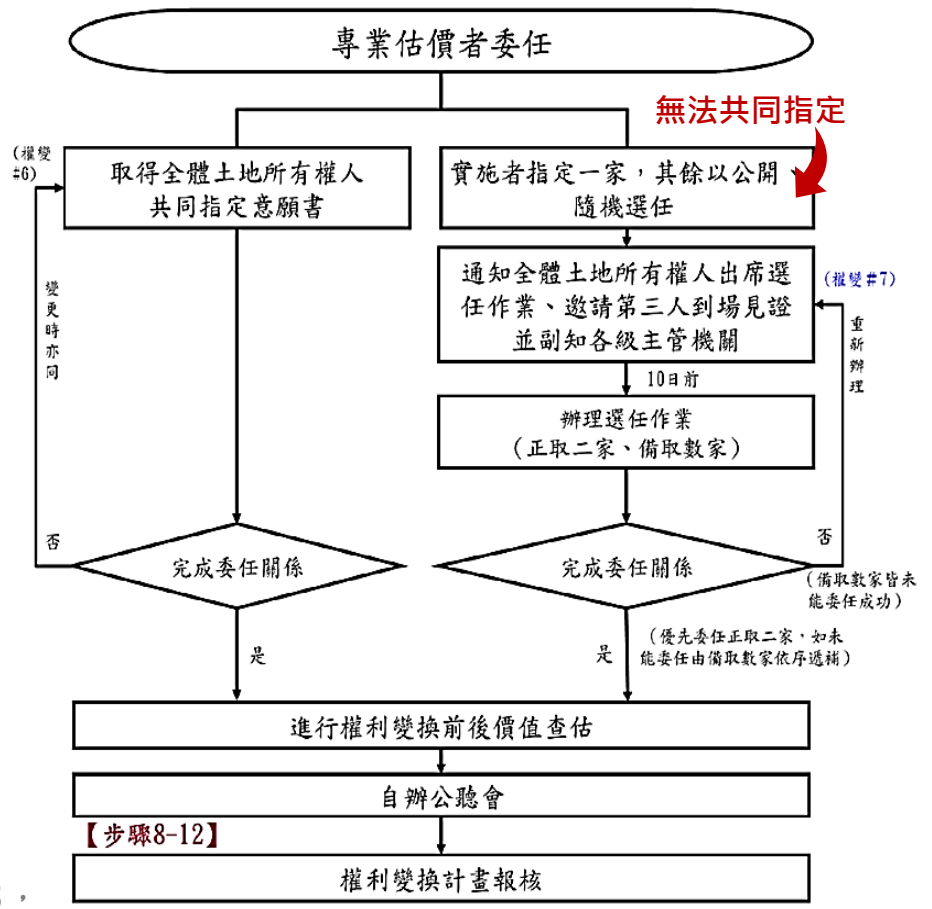 專業估價者委任
無法共同指定
(權變
#6)
取得全體土地所有權人
共同指定意願書
實施者指定一家，其餘以公開、
隨機選任
變更時亦同
通知全體土地所有權人出席選
任作業、邀請第三人到場見證
並副知各級主管機關
(權變#7)
重新辦理
10日前
辦理選任作業
（正取二家、備取數家）
否
完成委任關係
完成委任關係
否
（備取數家皆未
能委任成功）
是
是
（優先委任正取二家，如未
能委任由備取數家依序遞補）
進行權利變換前後價值查估
自辦公聽會
【步驟8-12】
權利變換計畫報核
，